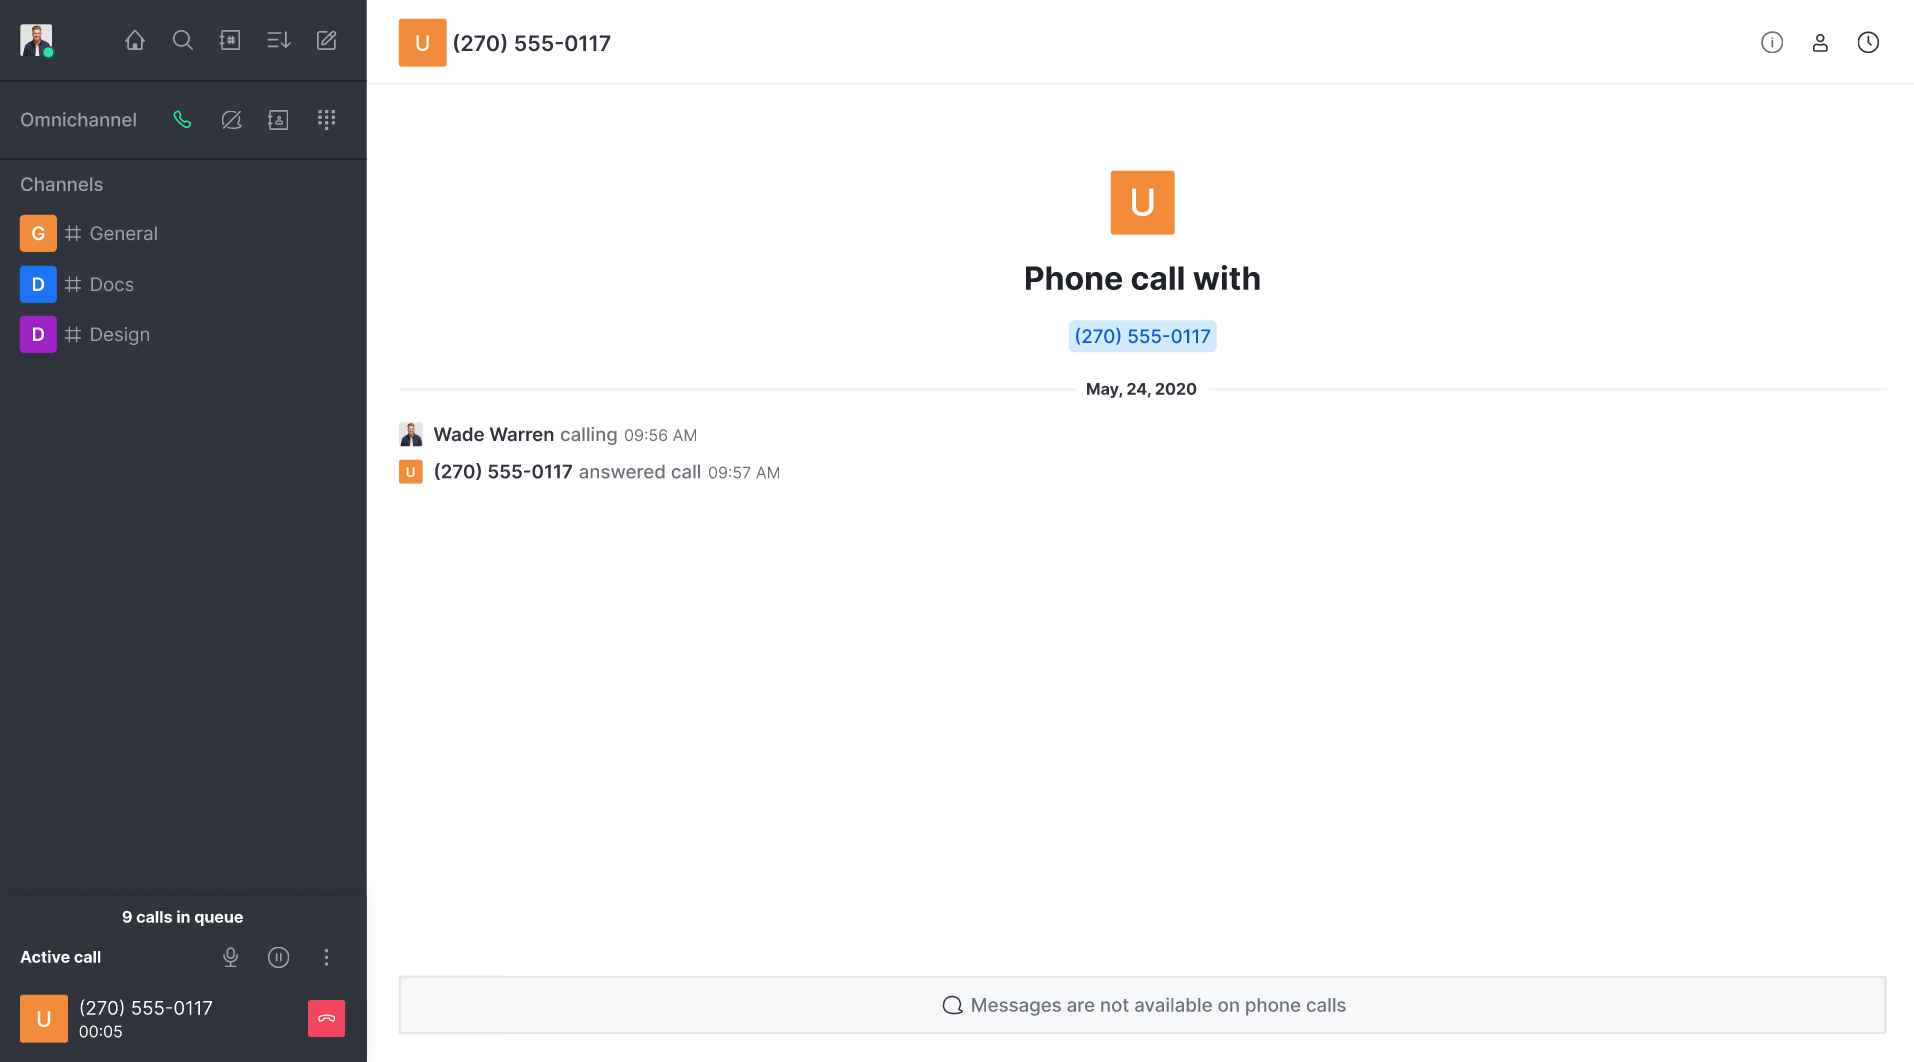 U (270) 555-0117
Omnichannel
Channels
G General
D Docs
D Design
U
Phone call with
(270) 555-0117
May, 24, 2020
Wade Warren calling 09:56 AM
U (270) 555-0117 answered call 09:57 AM
9 calls in queue
Active call
U (270) 555-0117
00:05
Messages are not available on phone calls